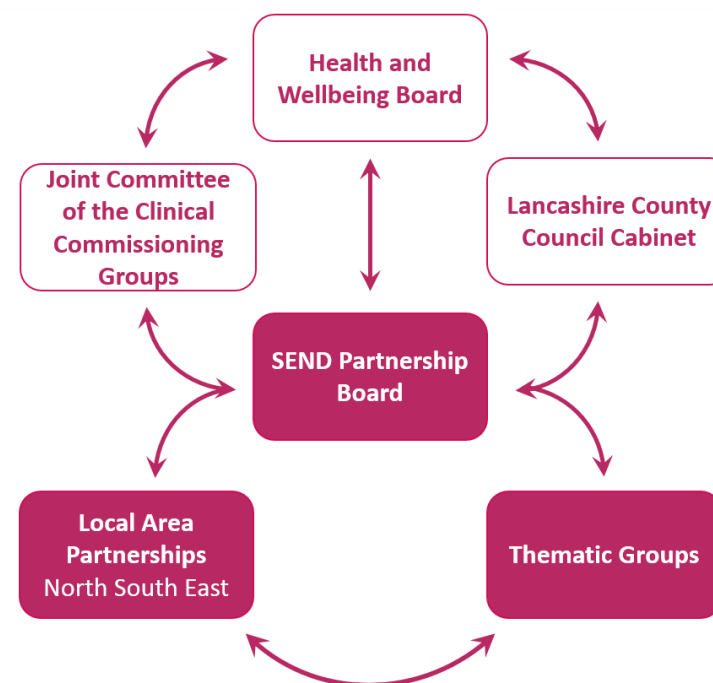 Health and
Wellbeing Board
Joint Committee
of the Clinical
Commissioning
Groups
Lancashire County
Council Cabinet
SEND Partnership
Board
Local Area
Partnerships
North South East
Thematic Groups